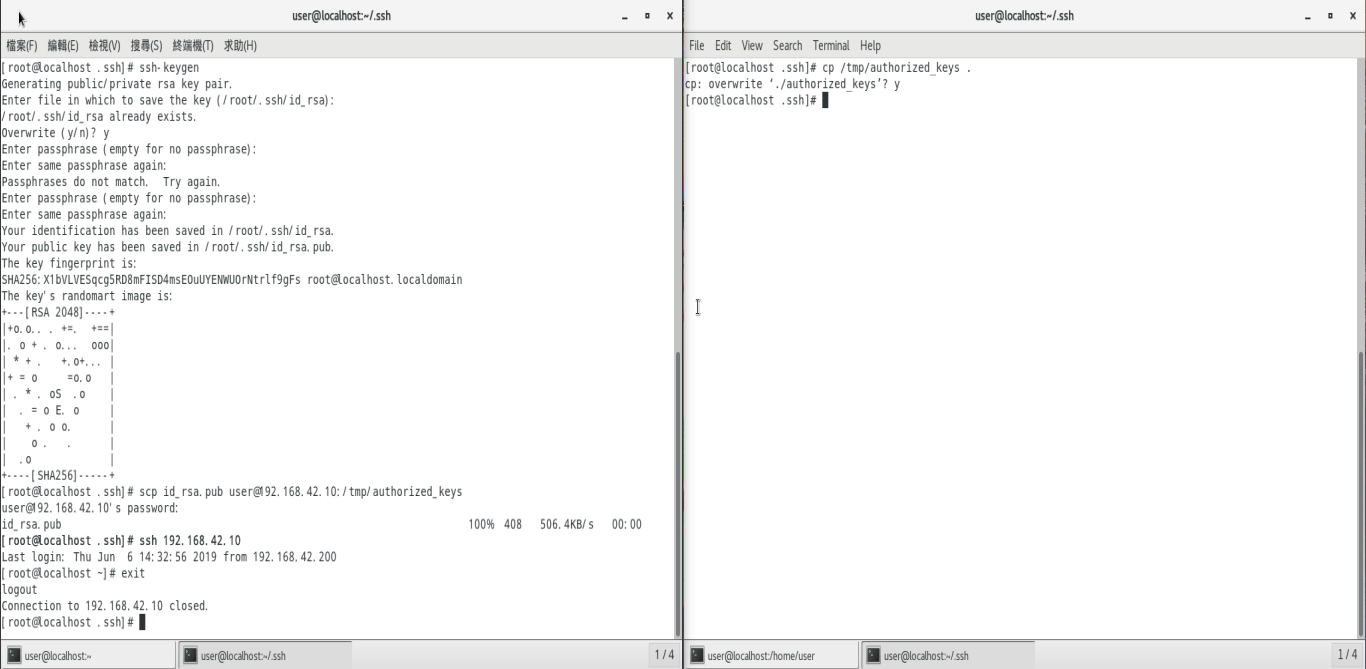 user@localhost:~/.ssh
檔案(F) 編輯(E) 檢視(V) 搜尋(S) 終端機(T) 求助(H)
[root@localhost .ssh]# ssh-keygen
Generating public/private rsa key pair.
Enter file in which to save the key (/root/.ssh/id_rsa):
/root/.ssh/id_rsa already exists.
Overwrite (y/n)? y
Enter passphrase (empty for no passphrase):
Enter same passphrase again:
Passphrases do not match.  Try again.
Enter passphrase (empty for no passphrase):
Enter same passphrase again:
Your identification has been saved in /root/.ssh/id_rsa.
Your public key has been saved in /root/.ssh/id_rsa.pub.
The key fingerprint is:
SHA256:X1bVLVESqcg5RD8mFISD4msEOuUYENWUOrNtrlf9gFs root@localhost.localdomain
The key's randomart image is:
+---[RSA 2048]----+
|+o.o.. . +=.  +==|
|. o + . o...  ooo|
| * + .   +.o+... |
|+ = o     =o.o   |
| . * . oS  .o    |
|  . = o E. o     |
|   + . o o.      |
|    o .   .      |
|  .o             |
+----[SHA256]-----+
[root@localhost .ssh]# scp id_rsa.pub user@192.168.42.10:/tmp/authorized_keys
user@192.168.42.10's password:
id_rsa.pub 100% 408 506.4KB/s 00:00
[root@localhost .ssh]# ssh 192.168.42.10
Last login: Thu Jun  6 14:32:56 2019 from 192.168.42.200
[root@localhost ~]# exit
logout
Connection to 192.168.42.10 closed.
[root@localhost .ssh]#
user@localhost:~
user@localhost:~/.ssh
1 / 4
user@localhost:~/.ssh
File Edit View Search Terminal Help
[root@localhost .ssh]# cp /tmp/authorized_keys .
cp: overwrite ‘./authorized_keys’? y
[root@localhost .ssh]#
user@localhost:/home/user
user@localhost:~/.ssh
1 / 4